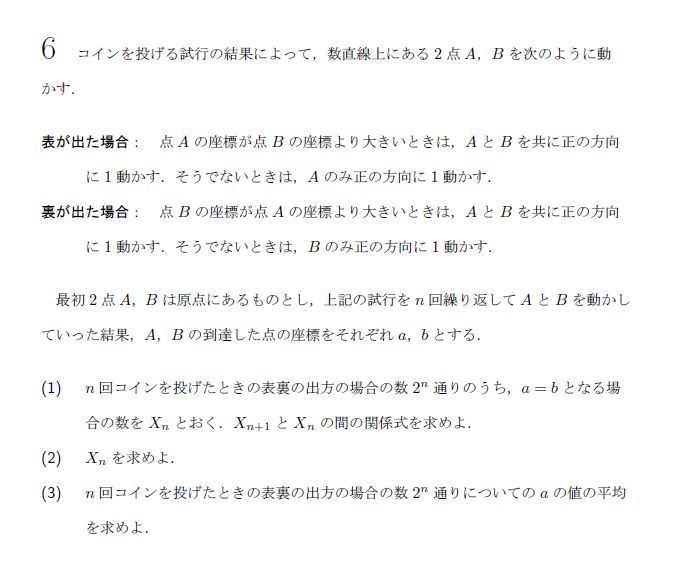 6 コインを投げる試行の結果によって，数直線上にある 2 点 A，B を次のように動
かす．
表が出た場合： 点 A の座標が点 B の座標より大きいときは，A と B を共に正の方向
に 1 動かす．そうでないときは，A のみ正の方向に 1 動かす．
裏が出た場合： 点 B の座標が点 A の座標より大きいときは，A と B を共に正の方向
に 1 動かす．そうでないときは，B のみ正の方向に 1 動かす．
最初 2 点 A，B は原点にあるものとし，上記の試行を n 回繰り返して A と B を動かし
ていった結果，A，B の到達した点の座標をそれぞれ a，b とする．
(1) n 回コインを投げたときの表裏の出方の場合の数 2ⁿ 通りのうち，a = b となる場
合の数を Xₙ とおく．Xₙ₊₁ と Xₙ の間の関係式を求めよ．
(2) Xₙ を求めよ．
(3) n 回コインを投げたときの表裏の出方の場合の数 2ⁿ 通りについての a の値の平均
を求めよ．